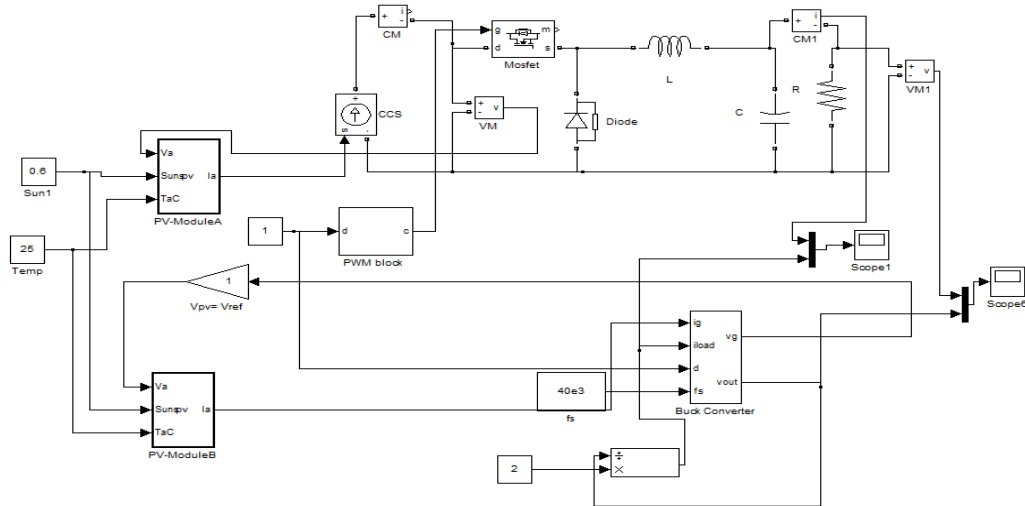 i
+
-
CM
g
m
d
s
Mosfet
L
+
i
-
CM1
+
-
v
VM1
R
C
Diode
+
-
v
VM
+
s
-
CCS
0.6
Sun1
Va
Sunspv
Ia
TaC
PV-ModuleA
25
Temp
1
d
c
PWM block
Scope1
Scope6
1
Vpv= Vref
ig
iload
d
fs
vg
vout
Buck Converter
40e3
fs
Va
Sunspv
Ia
TaC
PV-ModuleB
2
÷
×